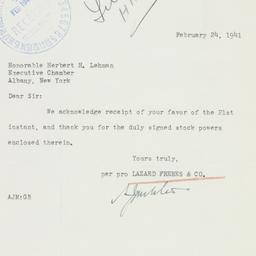 February 24, 1941
Honorable Herbert H. Lehman
Executive Chamber
Albany, New York
Dear Sir:
We acknowledge receipt of your favor of the 21st
instant, and thank you for the duly signed stock powers
enclosed therein.
Yours truly,
per pro LAZARD FRERES & CO.
AJM:GS